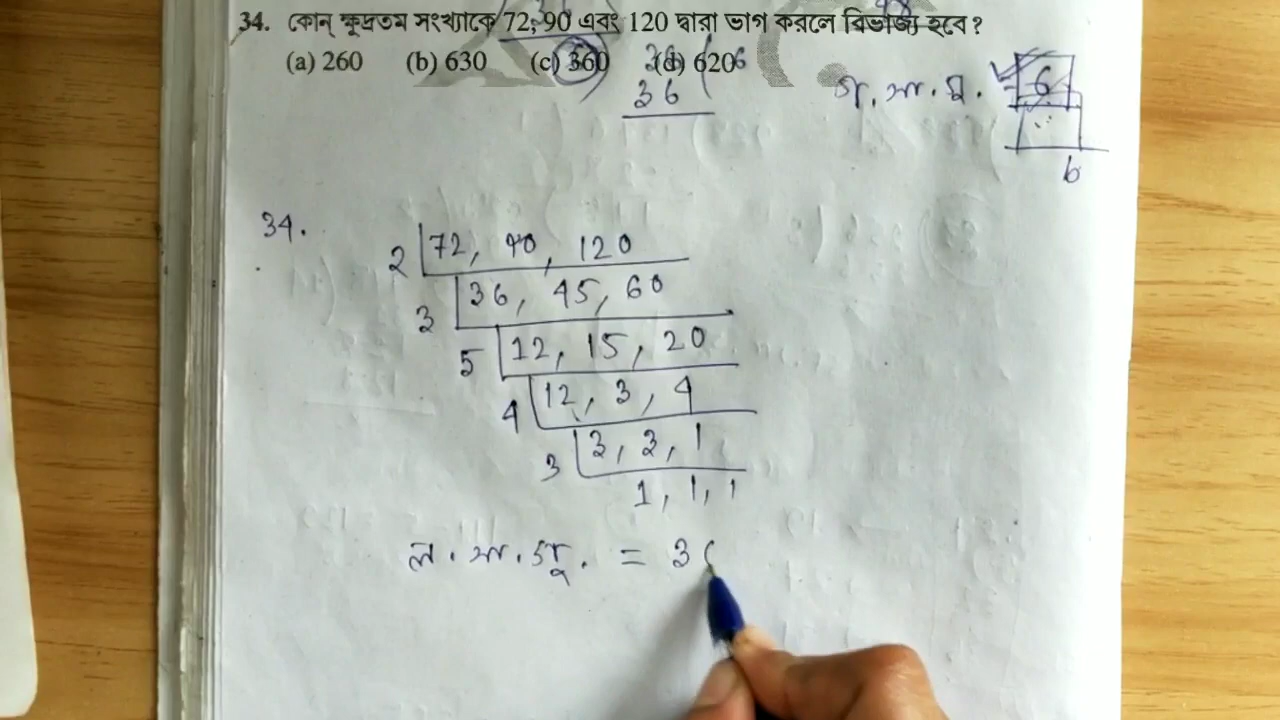 34. কোন্ ক্ষুদ্রতম সংখ্যাকে 72, 90 এবং 120 দ্বারা ভাগ করলে বিভাজ্য হবে?
(a) 260 (b) 630 (c) 360 (d) 620
36
গ. সা. গু. = 6
34.
2 72, 90, 120
3 36, 45, 60
5 12, 15, 20
4 12, 3, 4
3 3, 3, 1
1, 1, 1
ল. সা. গু. = 3